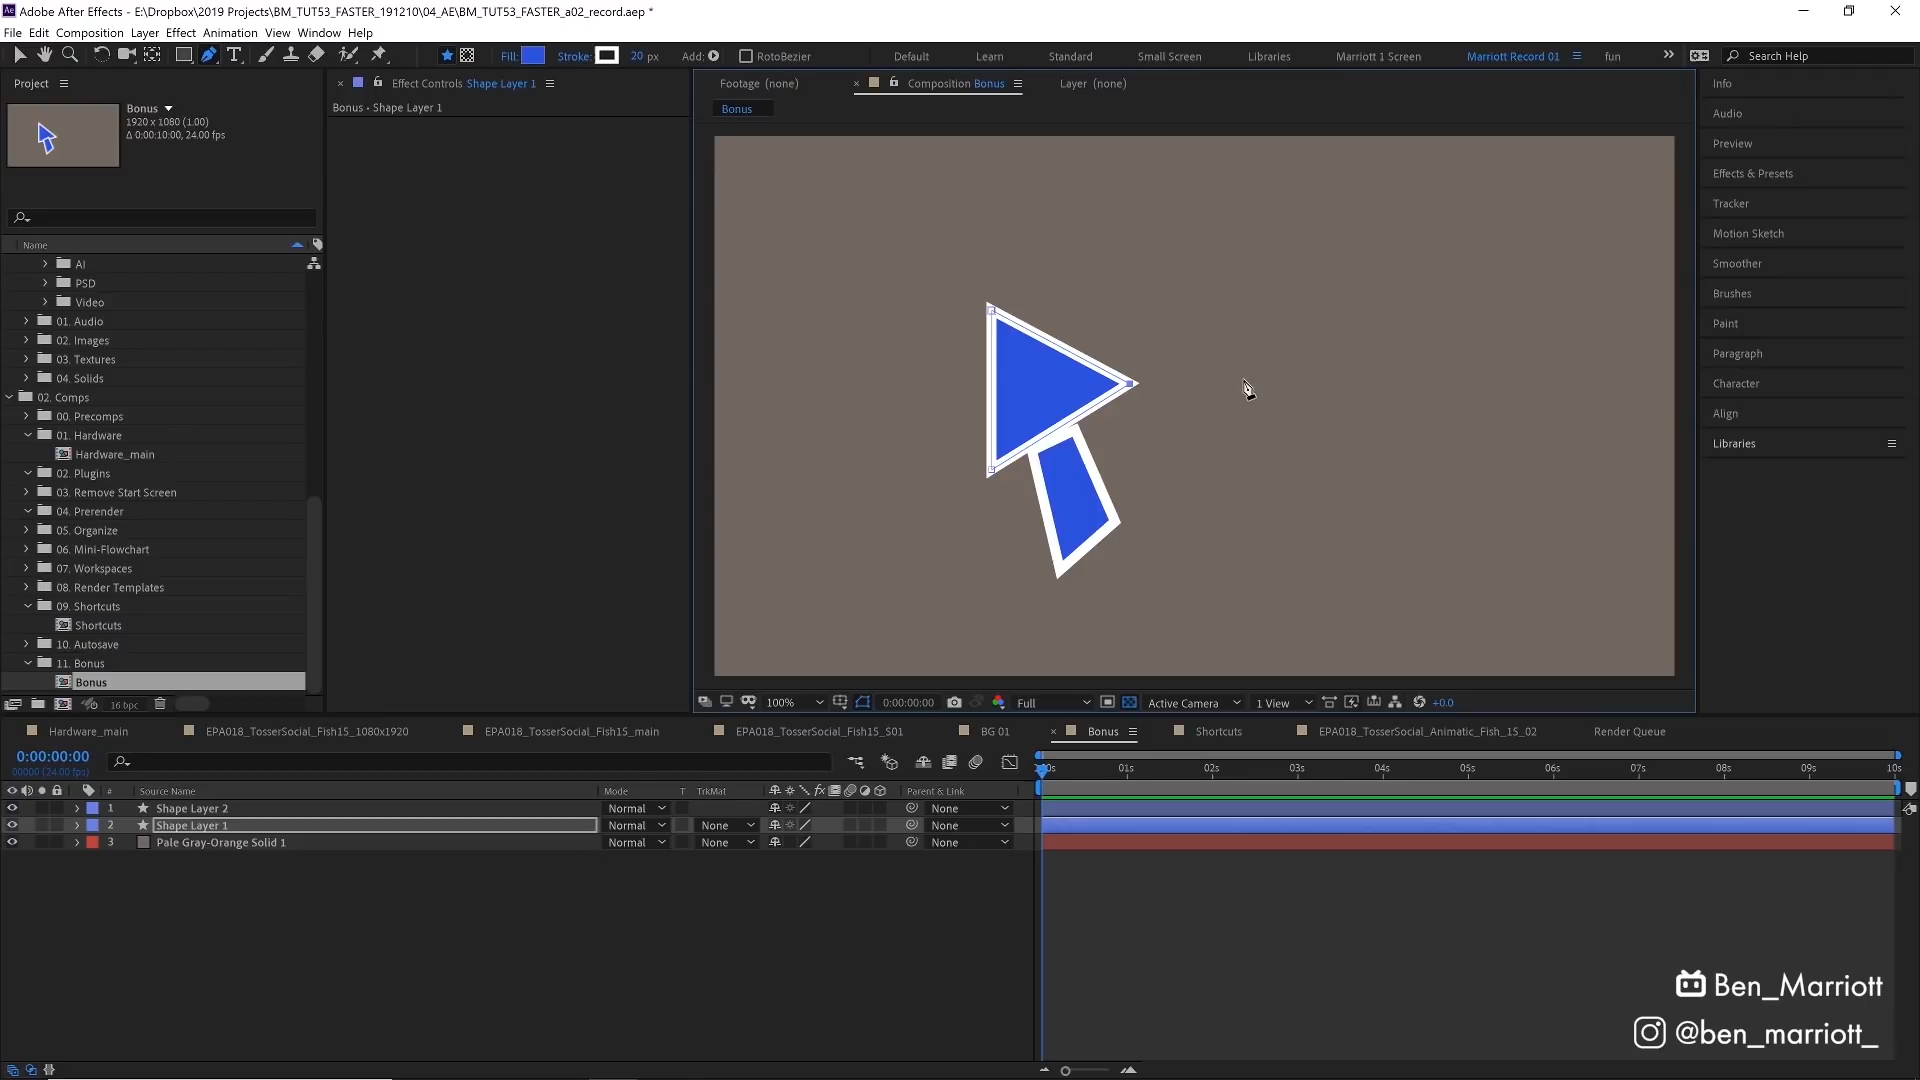 Adobe After Effects - E:\Dropbox\2019 Projects\BM_TUT53_FASTER_191210\04_AE\BM_TUT53_FASTER_a02_record.aep *
File Edit Composition Layer Effect Animation View Window Help
Fill: Stroke: 20 px Add: RotoBezier Default Learn Standard Small Screen Libraries Marriott 1 Screen Marriott Record 01 fun Search Help
Project
Effect Controls Shape Layer 1
Footage (none) Composition Bonus Layer (none)
Info
Bonus
1920 x 1080 (1.00)
Δ 0:00:10:00, 24.00 fps
Bonus • Shape Layer 1
Bonus
Audio
Preview
Effects & Presets
Tracker
Motion Sketch
Smoother
Brushes
Paint
Paragraph
Character
Align
Libraries
Name
AI
PSD
Video
01. Audio
02. Images
03. Textures
04. Solids
02. Comps
00. Precomps
01. Hardware
Hardware_main
02. Plugins
03. Remove Start Screen
04. Prerender
05. Organize
06. Mini-Flowchart
07. Workspaces
08. Render Templates
09. Shortcuts
Shortcuts
10. Autosave
11. Bonus
Bonus
16 bpc
100% 0:00:00:00 Full Active Camera 1 View +0.0
Hardware_main EPA018_TosserSocial_Fish15_1080x1920 EPA018_TosserSocial_Fish15_main EPA018_TosserSocial_Fish15_S01 BG 01 Bonus Shortcuts EPA018_TosserSocial_Animatic_Fish_15_02 Render Queue
0:00:00:00
00000 (24.00 fps)
01s 02s 03s 04s 05s 06s 07s 08s 09s 10s
# Source Name Mode T TrkMat Parent & Link
1 Shape Layer 2 Normal None
2 Shape Layer 1 Normal None None
3 Pale Gray-Orange Solid 1 Normal None None
Ben_Marriott
@ben_marriott_